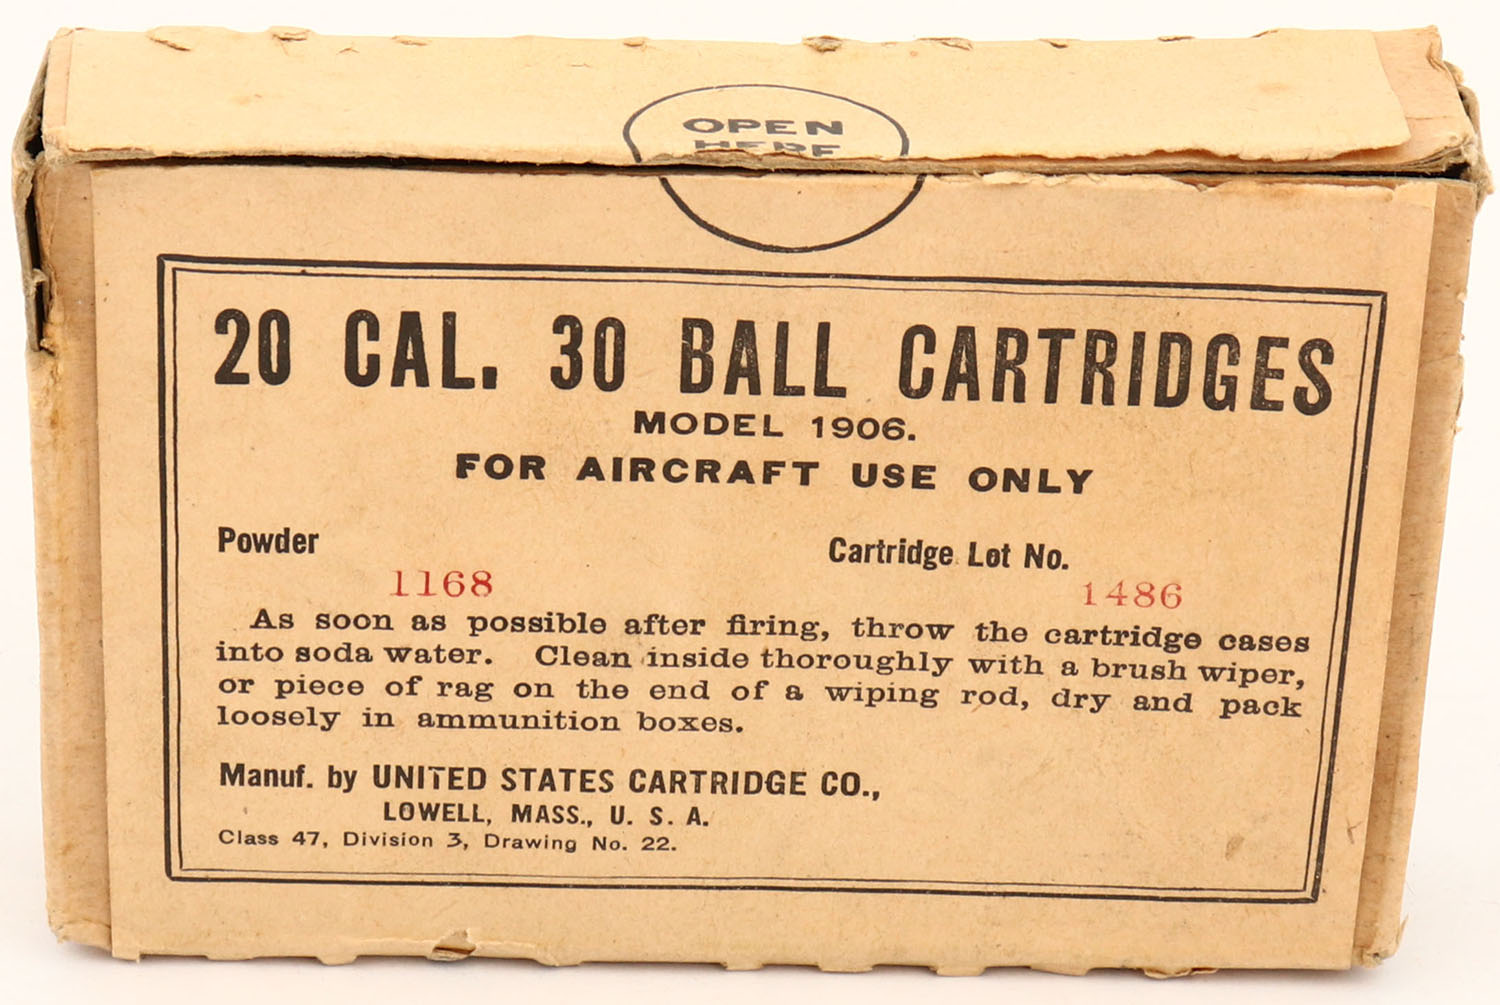 OPEN
HERE
20 CAL. 30 BALL CARTRIDGES
MODEL 1906.
FOR AIRCRAFT USE ONLY
Powder Cartridge Lot No.
1168 1486
As soon as possible after firing, throw the cartridge cases
into soda water. Clean inside thoroughly with a brush wiper,
or piece of rag on the end of a wiping rod, dry and pack
loosely in ammunition boxes.
Manuf. by UNITED STATES CARTRIDGE CO.,
LOWELL, MASS., U. S. A.
Class 47, Division 3, Drawing No. 22.